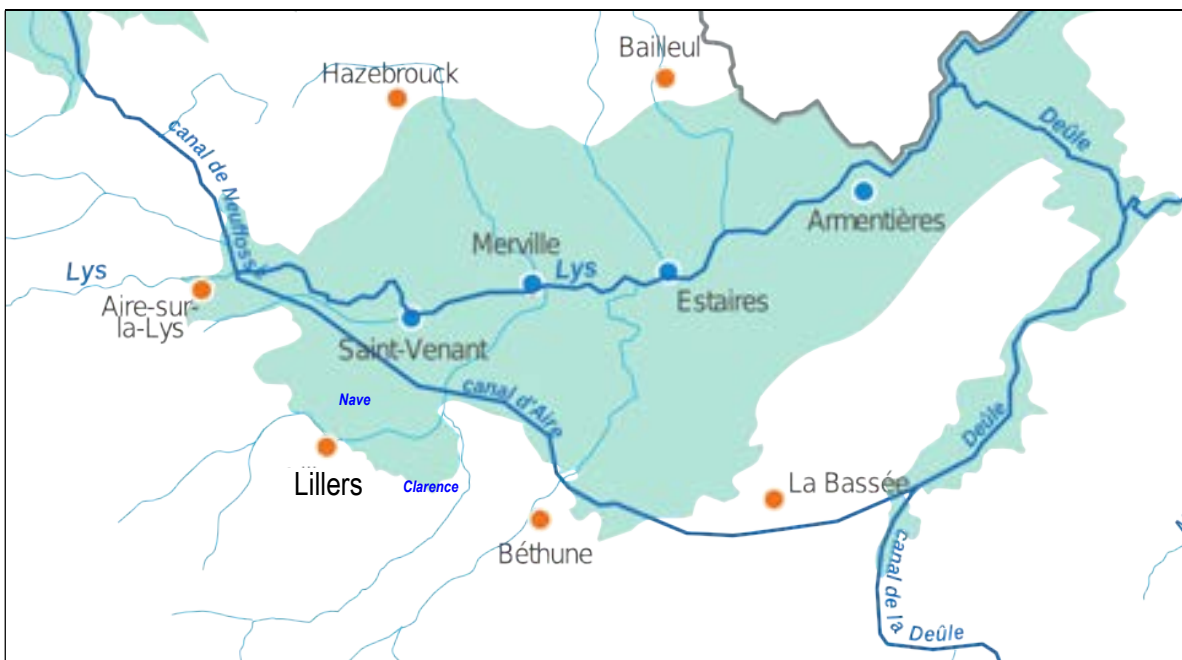 Bailleul
Hazebrouck
canal de Neuffossé
Deûle
Armentières
Merville
Lys
Lys
Estaires
Aire-sur-
la-Lys
Saint-Venant
canal d'Aire
Nave
Deûle
Lillers
Clarence
La Bassée
Béthune
canal de la
Deûle